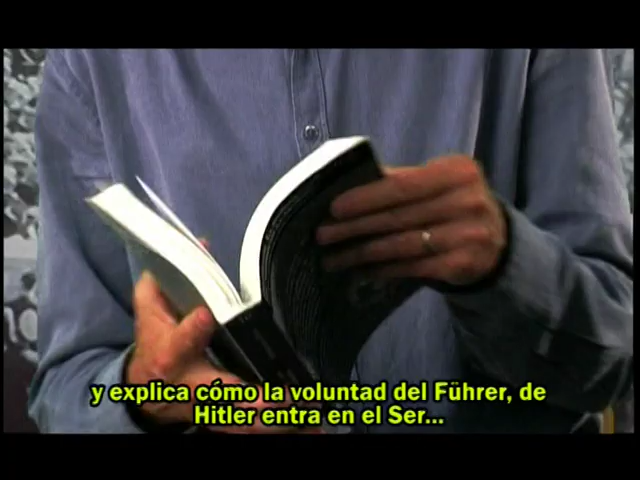 y explica cómo la voluntad del Führer, de
Hitler entra en el Ser...